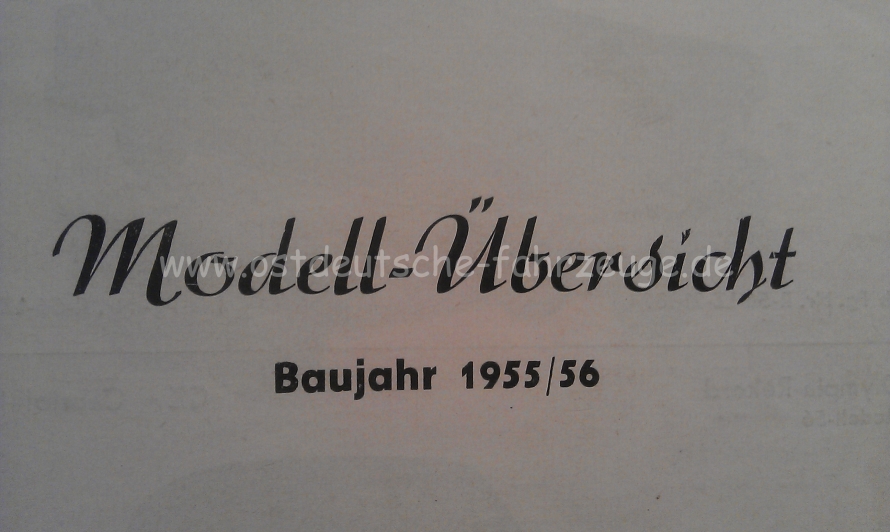 Modell-Übersicht
www.ostdeutsche-fahrzeuge.de
Baujahr 1955/56